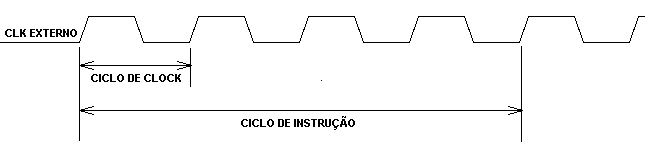 CLK EXTERNO
CICLO DE CLOCK
CICLO DE INSTRUÇÃO